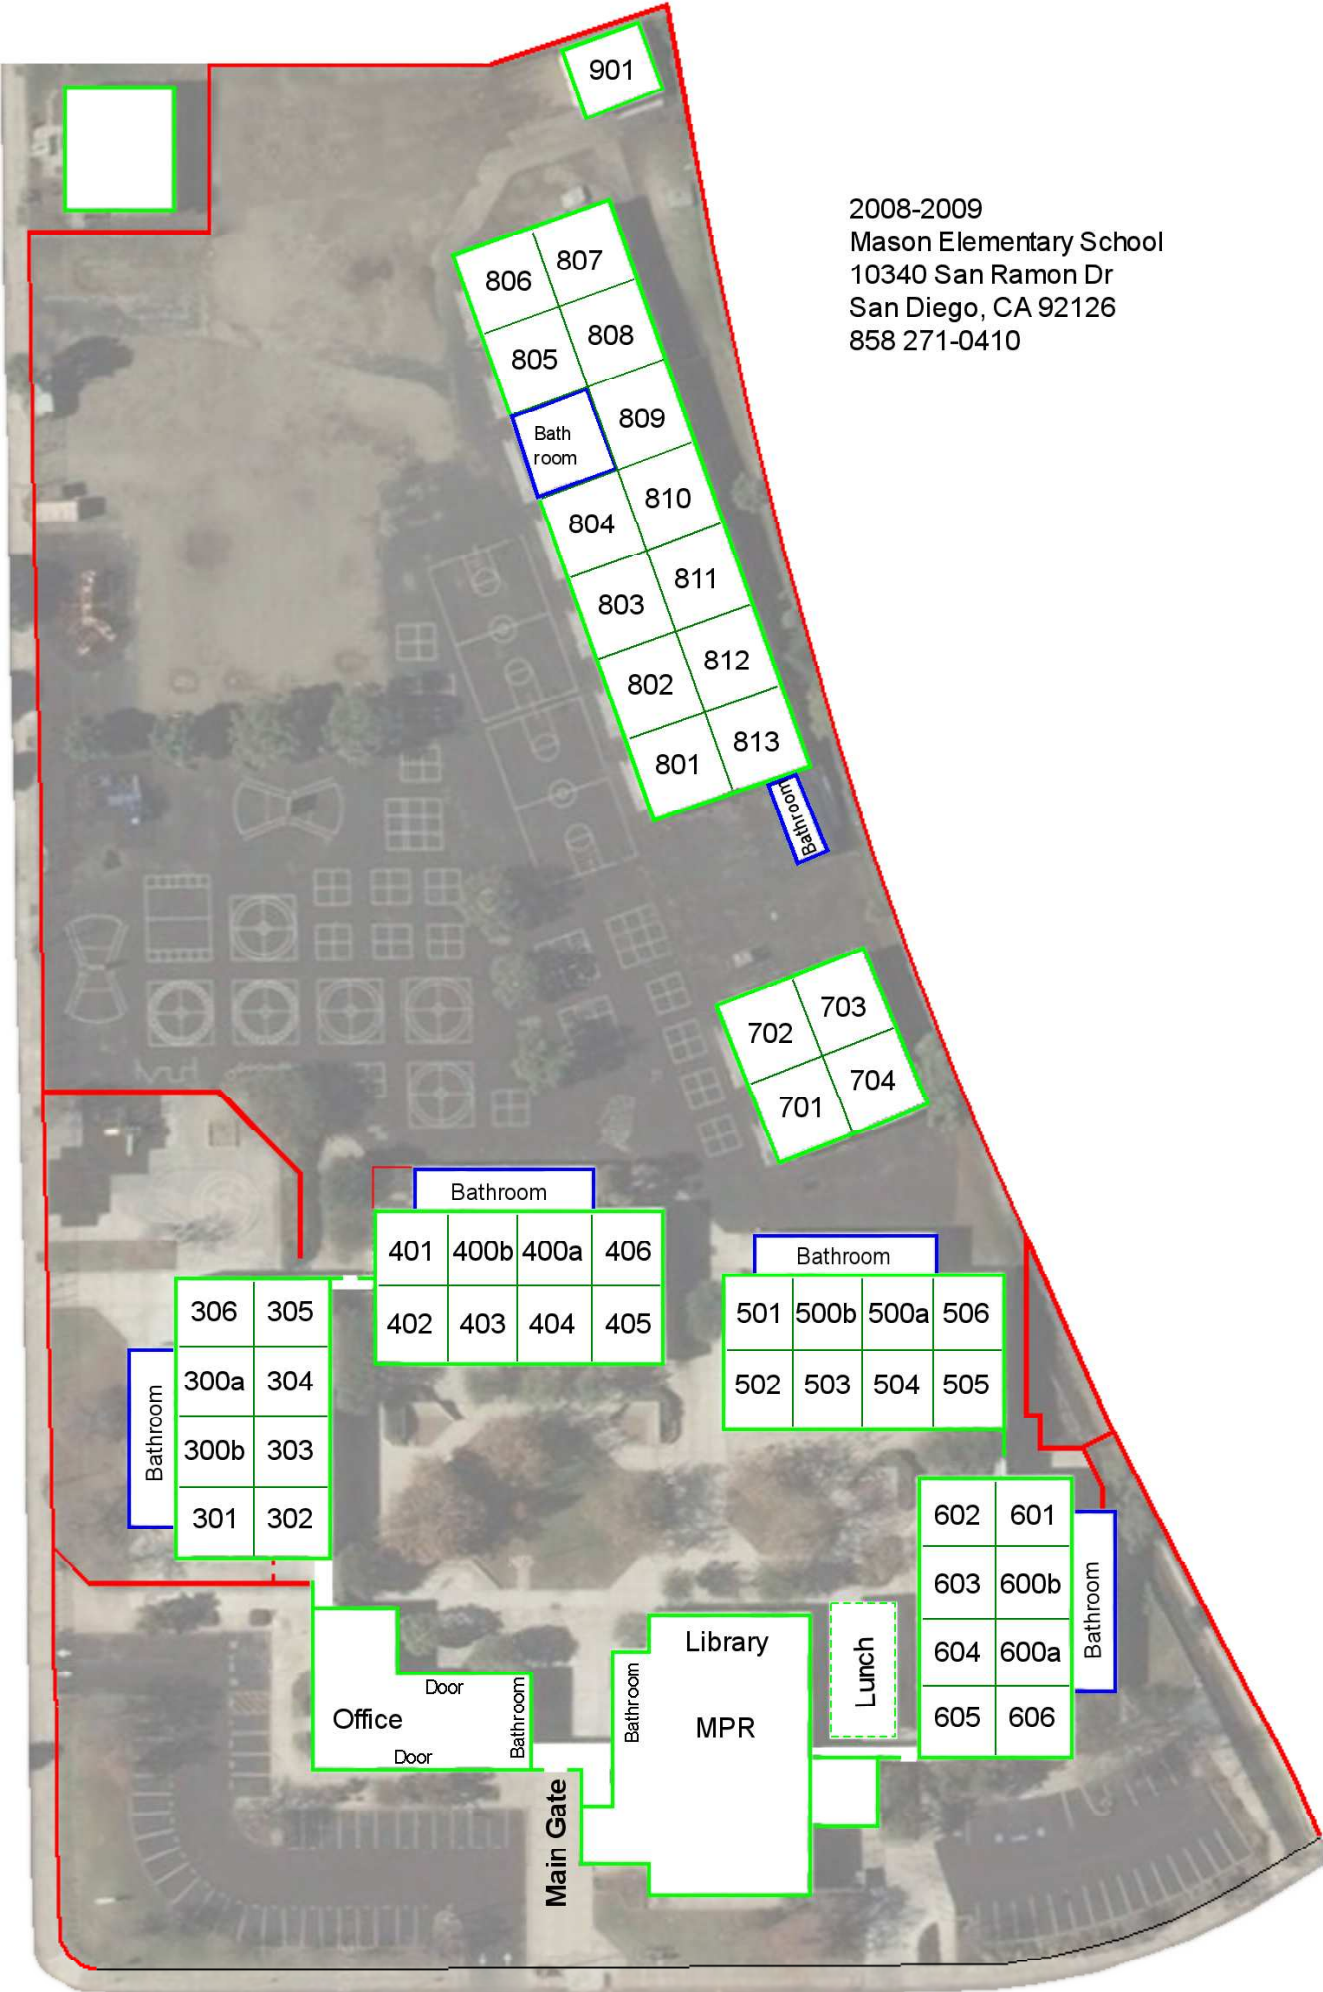 901
2008-2009
Mason Elementary School
10340 San Ramon Dr
San Diego, CA 92126
858 271-0410
806
807
805
808
Bath
room
809
804
810
803
811
802
812
801
813
Bathroom
702
703
701
704
Bathroom
401
400b
400a
406
402
403
404
405
Bathroom
501
500b
500a
506
502
503
504
505
Bathroom
306
305
300a
304
300b
303
301
302
602
601
603
600b
604
600a
605
606
Bathroom
Office
Door
Door
Bathroom
Main Gate
Bathroom
Library
MPR
Lunch